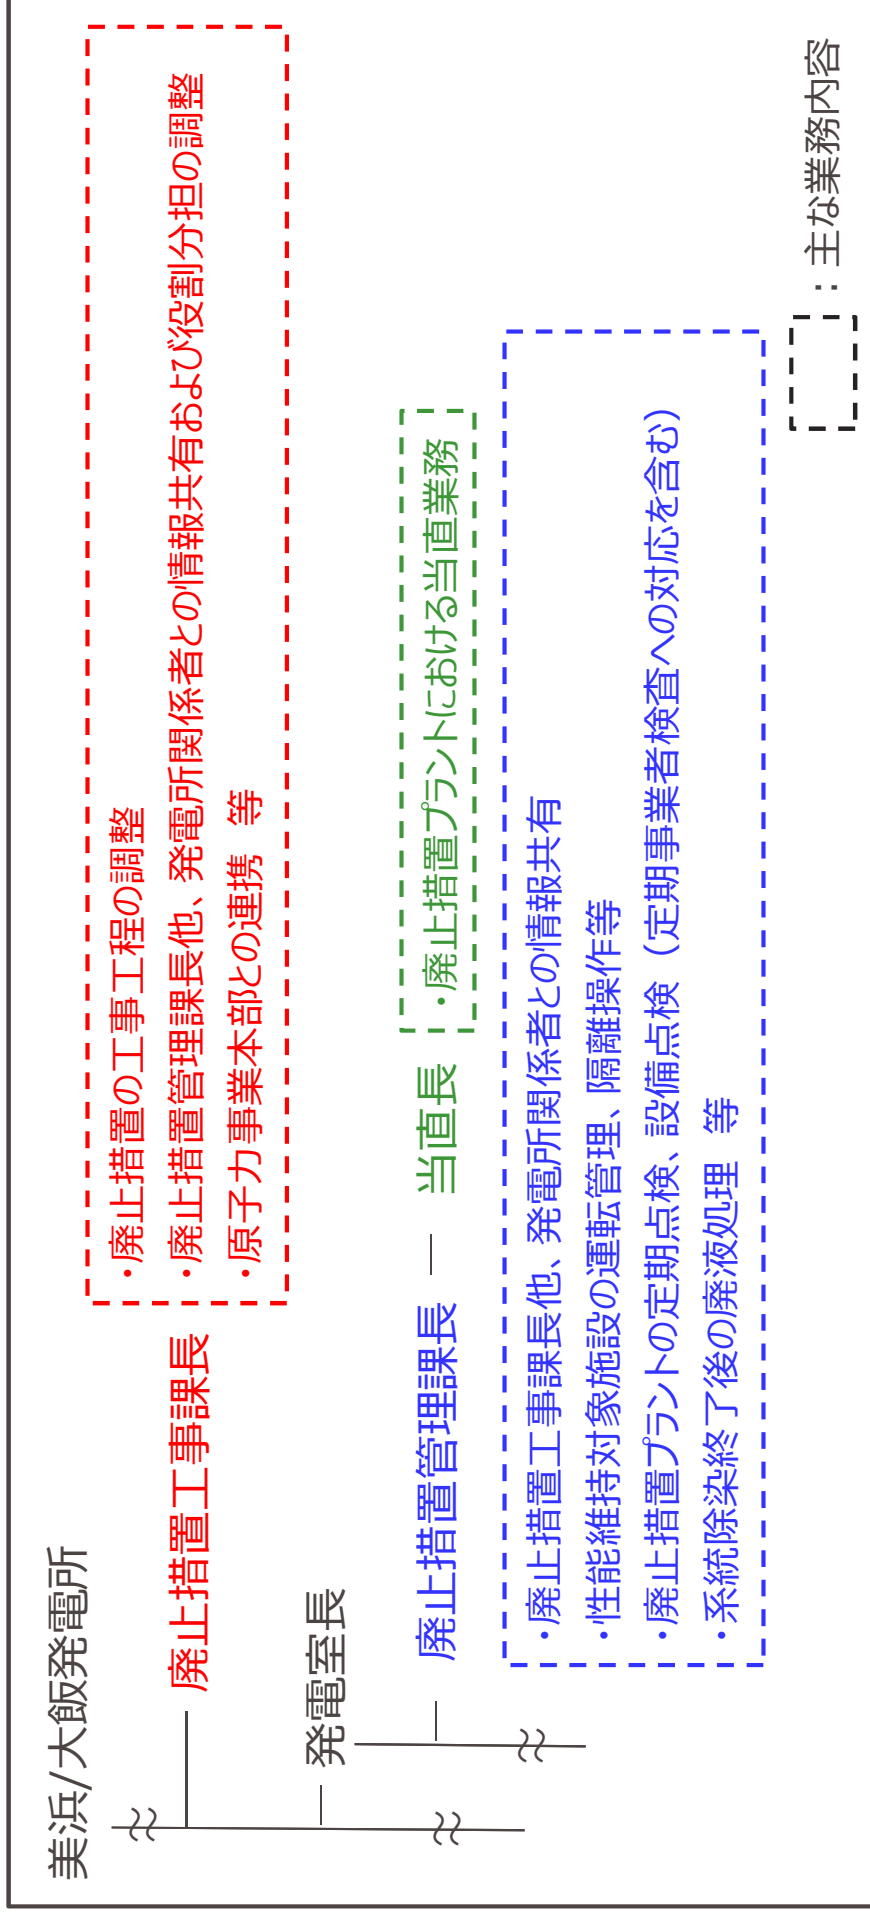 美浜/大飯発電所
廃止措置工事課長
・廃止措置の工事工程の調整
・廃止措置管理課長他、発電所関係者との情報共有および役割分担の調整
・原子力事業本部との連携 等
発電室長
廃止措置管理課長 ― 当直長
・廃止措置プラントにおける当直業務
・廃止措置工事課長他、発電所関係者との情報共有
・性能維持対象施設の運転管理、隔離操作等
・廃止措置プラントの定期点検、設備点検（定期事業者検査への対応を含む）
・系統除染終了後の廃液処理 等
：主な業務内容